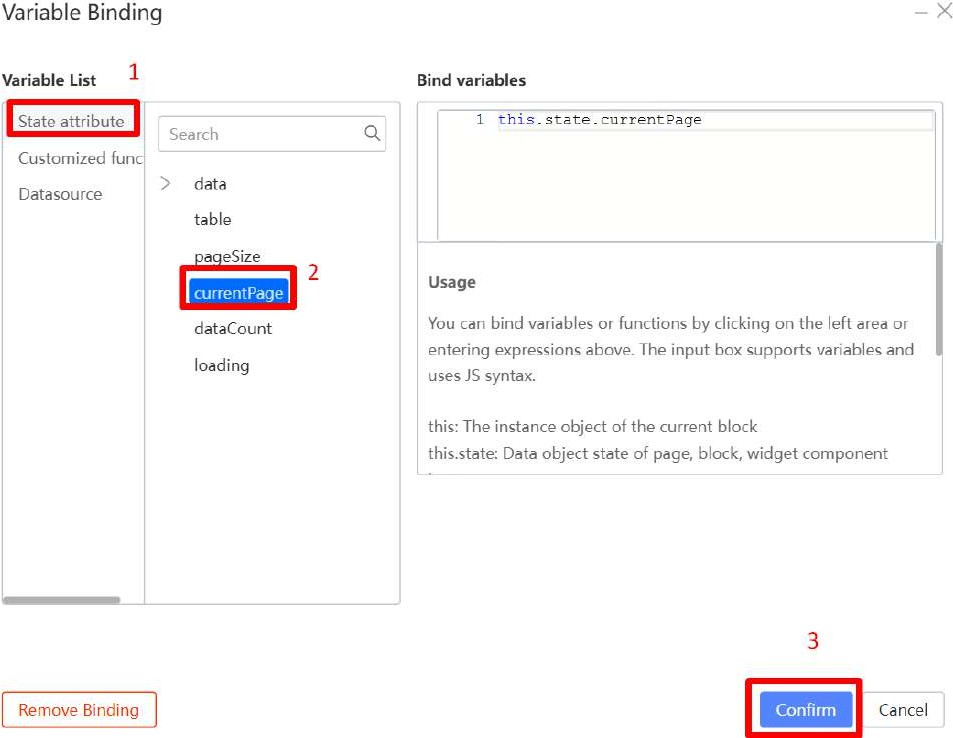 Variable Binding
Variable List
1
Bind variables
State attribute
Customized func
Datasource
Search
data
table
pageSize
currentPage
2
dataCount
loading
1 this.state.currentPage
Usage
You can bind variables or functions by clicking on the left area or
entering expressions above. The input box supports variables and
uses JS syntax.
this: The instance object of the current block
this.state: Data object state of page, block, widget component
3
Remove Binding
Confirm
Cancel